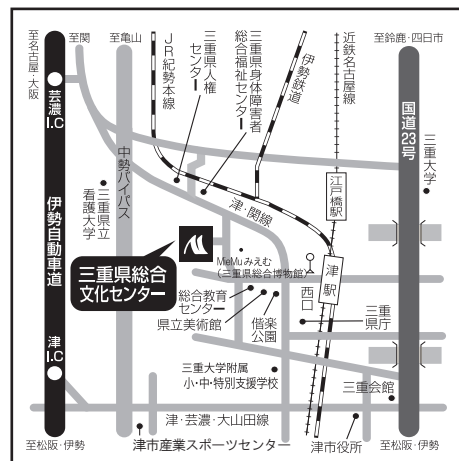 至関
至亀山
至鈴鹿・四日市
至名古屋・大阪
芸濃
I.C
JR紀勢本線
三重県人権
センター
三重県身体障害者
総合福祉センター
伊勢鉄道
近鉄名古屋線
国道23号
三重大学
中勢バイパス
三重県立
看護大学
伊勢自動車道
江戸橋駅
津・関線
MieMuみえむ
(三重県総合博物館)
三重県総合
文化センター
津駅
西口
総合教育
センター
県立美術館
偕楽
公園
三重
県庁
津
I.C
三重大学附属
小・中・特別支援学校
三重会館
津・芸濃・大山田線
至松阪・伊勢
津市産業スポーツセンター
津市役所
至松阪・伊勢